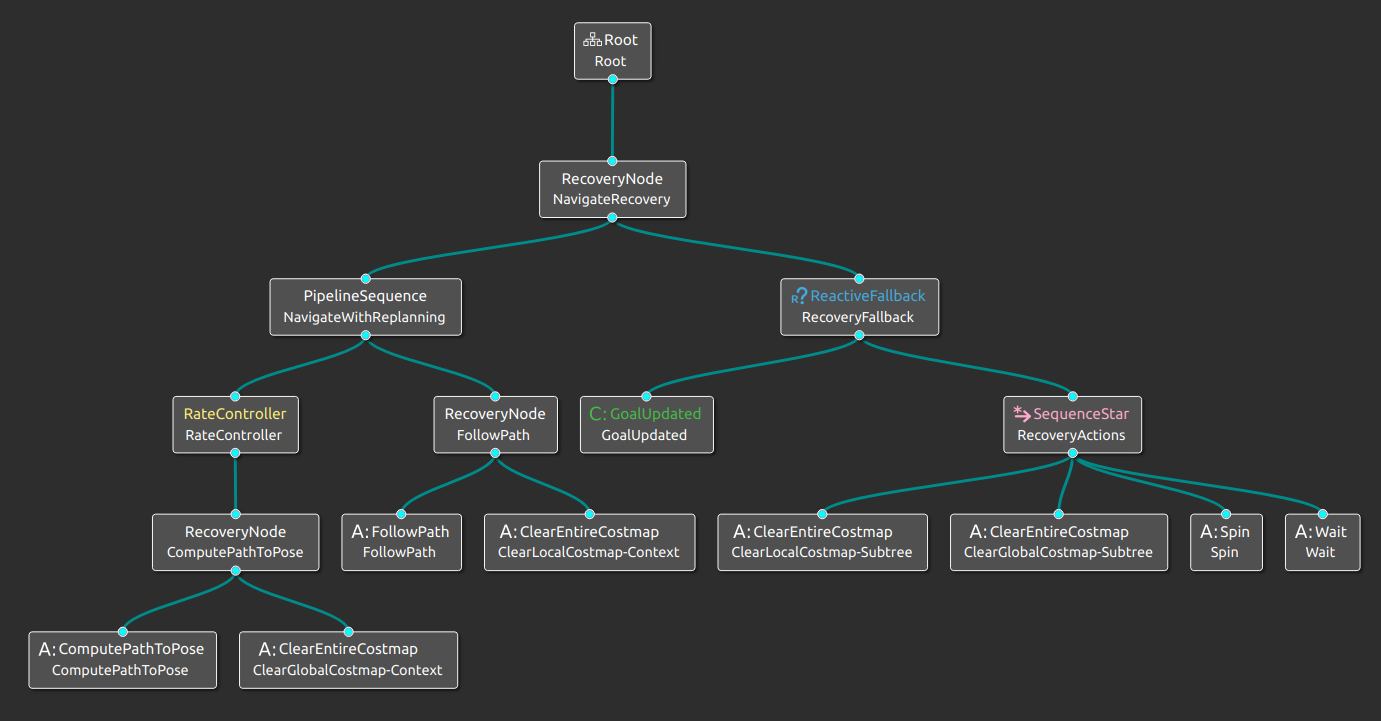 Root
Root
RecoveryNode
NavigateRecovery
PipelineSequence
NavigateWithReplanning
R? ReactiveFallback
RecoveryFallback
RateController
RateController
RecoveryNode
FollowPath
C: GoalUpdated
GoalUpdated
SequenceStar
RecoveryActions
RecoveryNode
ComputePathToPose
A: FollowPath
FollowPath
A: ClearEntireCostmap
ClearLocalCostmap-Context
A: ClearEntireCostmap
ClearLocalCostmap-Subtree
A: ClearEntireCostmap
ClearGlobalCostmap-Subtree
A: Spin
Spin
A: Wait
Wait
A: ComputePathToPose
ComputePathToPose
A: ClearEntireCostmap
ClearGlobalCostmap-Context